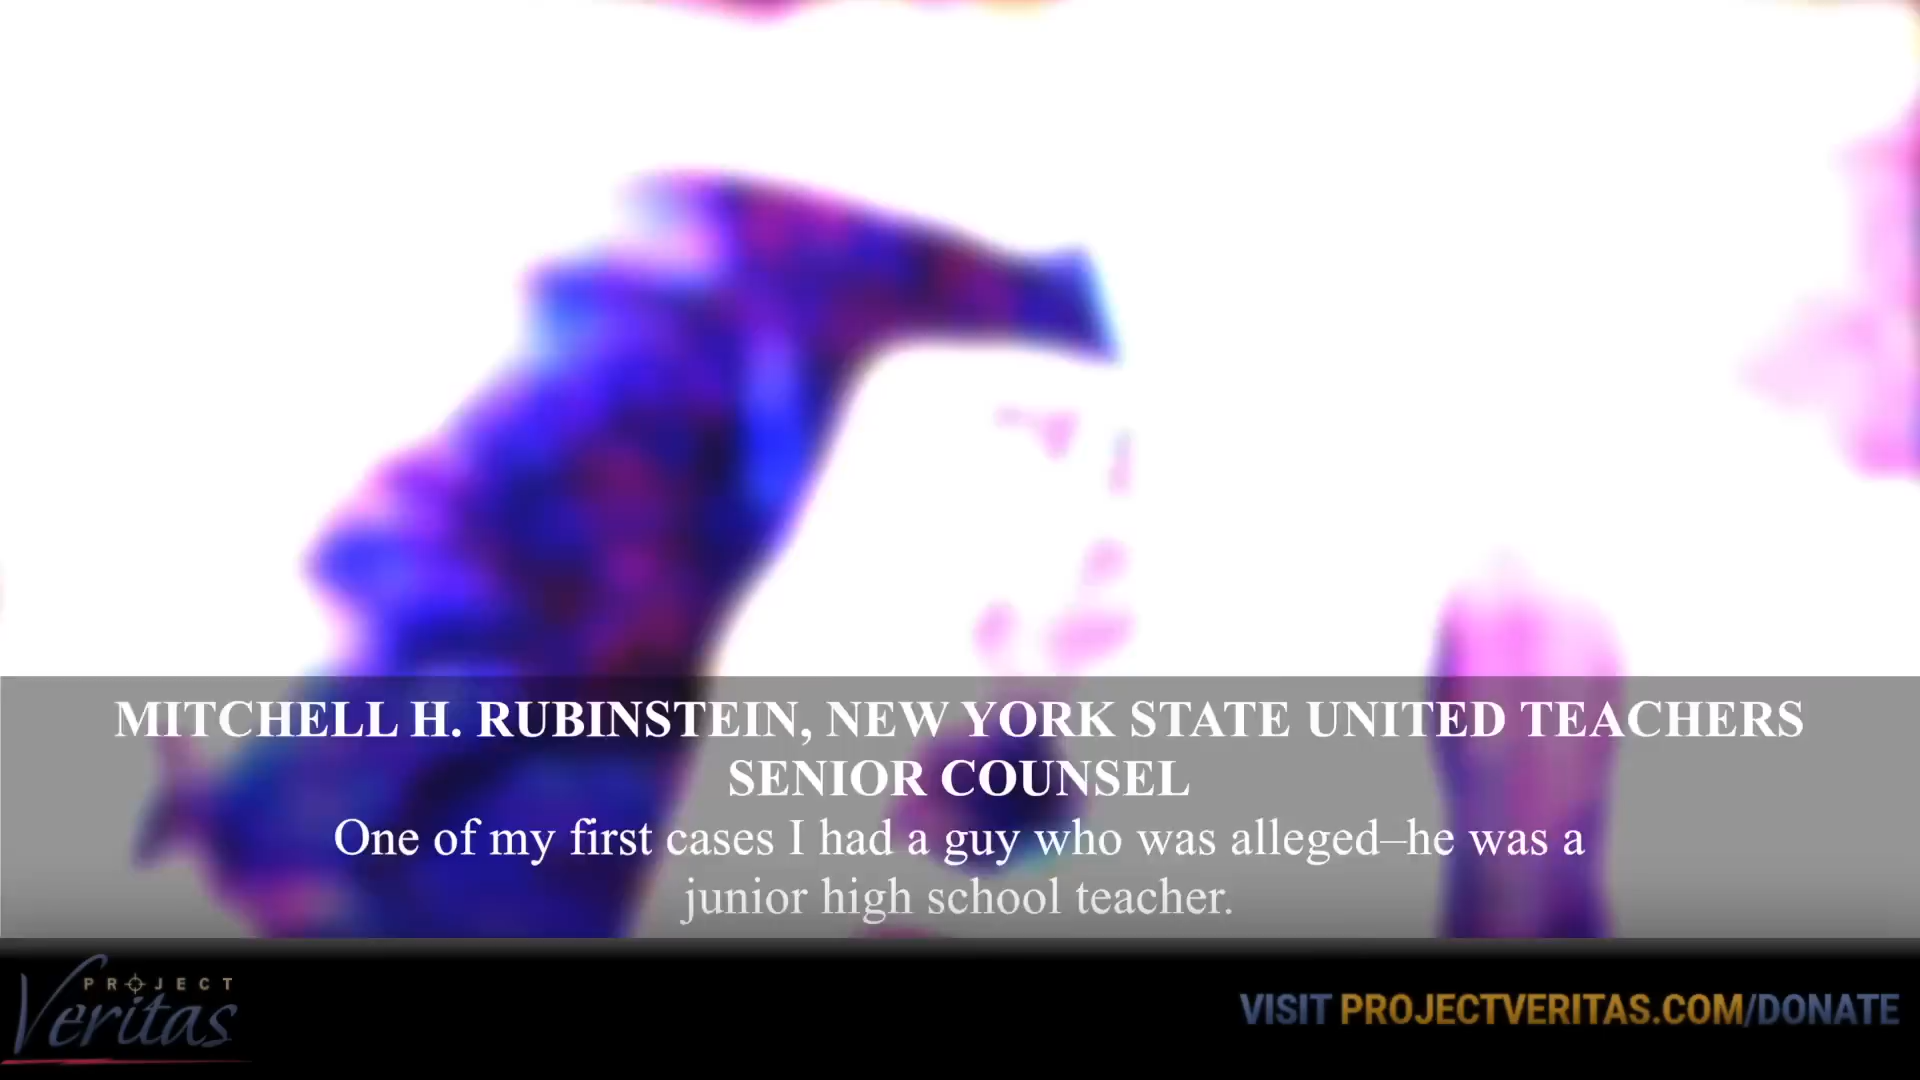 MITCHELL H. RUBINSTEIN, NEW YORK STATE UNITED TEACHERS
SENIOR COUNSEL
One of my first cases I had a guy who was alleged–he was a
junior high school teacher.
PROJECT
Veritas
VISIT PROJECTVERITAS.COM/DONATE